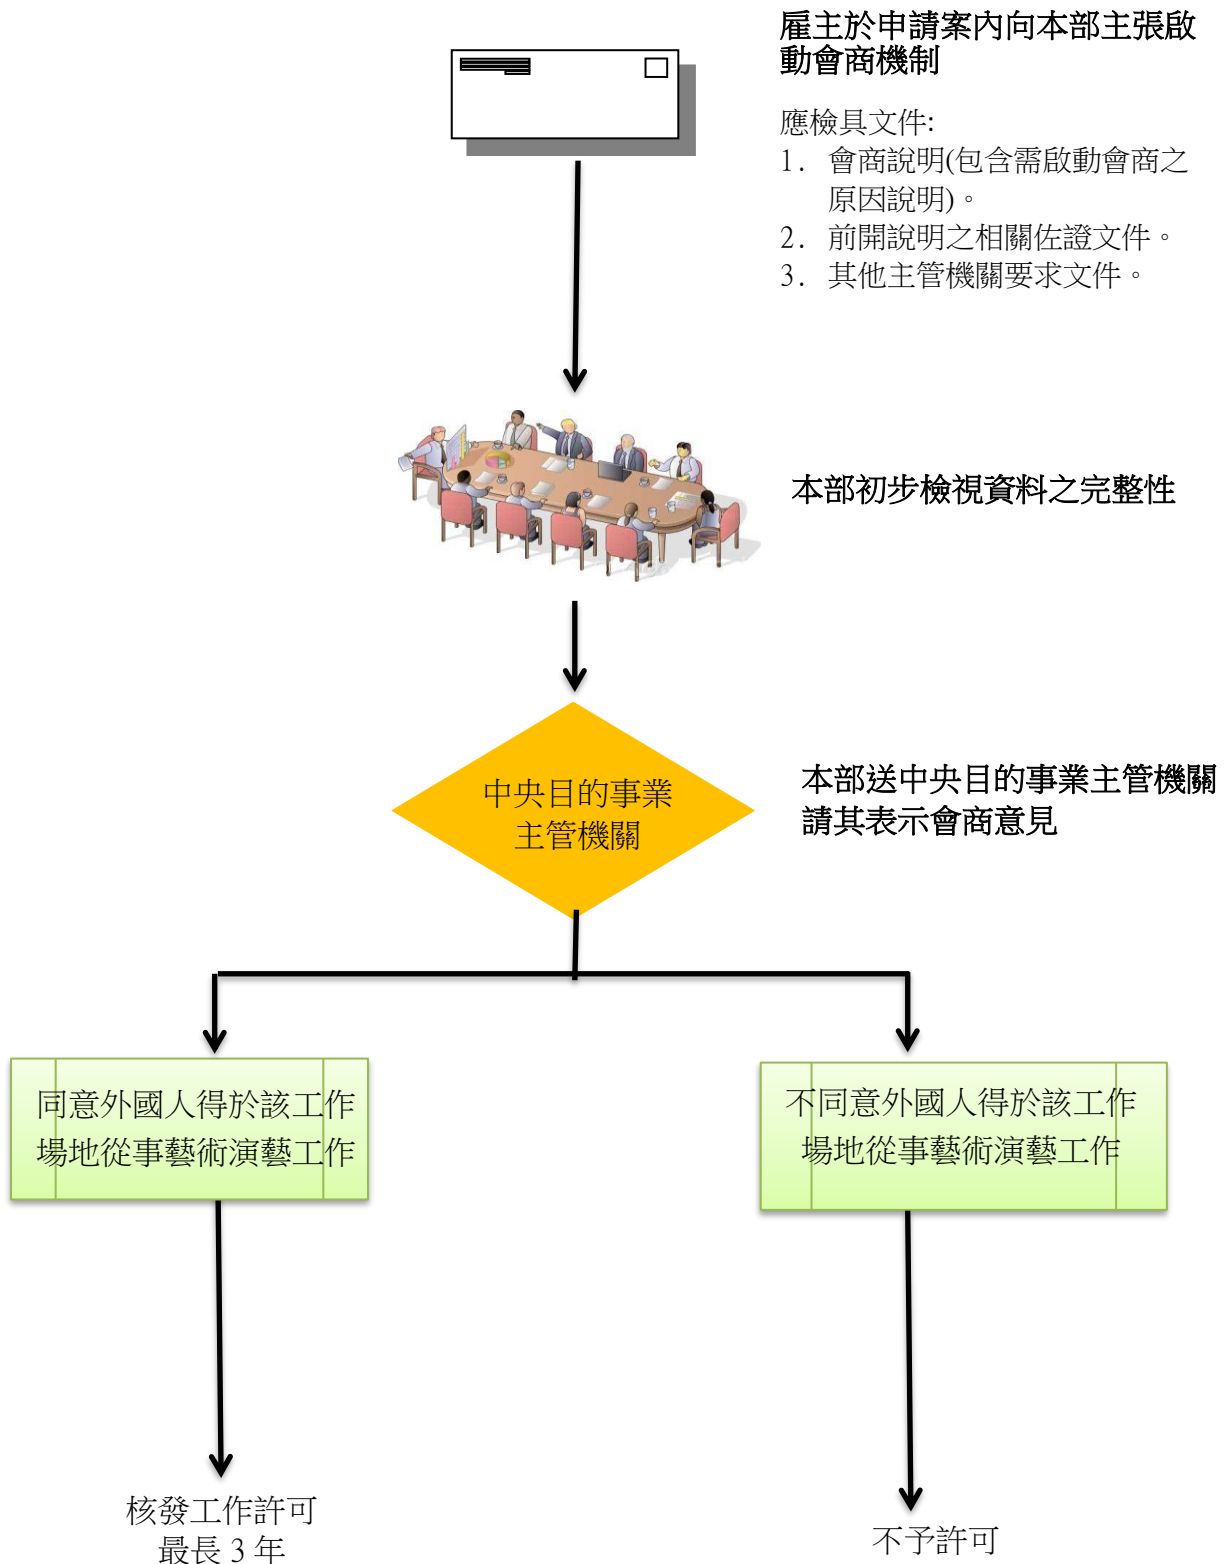 雇主於申請案內向本部主張啟
動會商機制
應檢具文件:
1. 會商說明(包含需啟動會商之
原因說明)。
2. 前開說明之相關佐證文件。
3. 其他主管機關要求文件。
本部初步檢視資料之完整性
中央目的事業
主管機關
本部送中央目的事業主管機關
請其表示會商意見
同意外國人得於該工作
場地從事藝術演藝工作
不同意外國人得於該工作
場地從事藝術演藝工作
核發工作許可
最長 3 年
不予許可